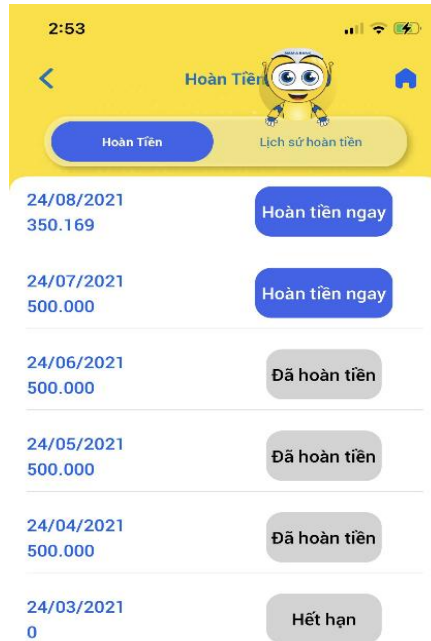 2:53
Hoàn Tiền
Hoàn Tiền
Lịch sử hoàn tiền
24/08/2021
350.169
Hoàn tiền ngay
24/07/2021
500.000
Hoàn tiền ngay
24/06/2021
500.000
Đã hoàn tiền
24/05/2021
500.000
Đã hoàn tiền
24/04/2021
500.000
Đã hoàn tiền
24/03/2021
0
Hết hạn